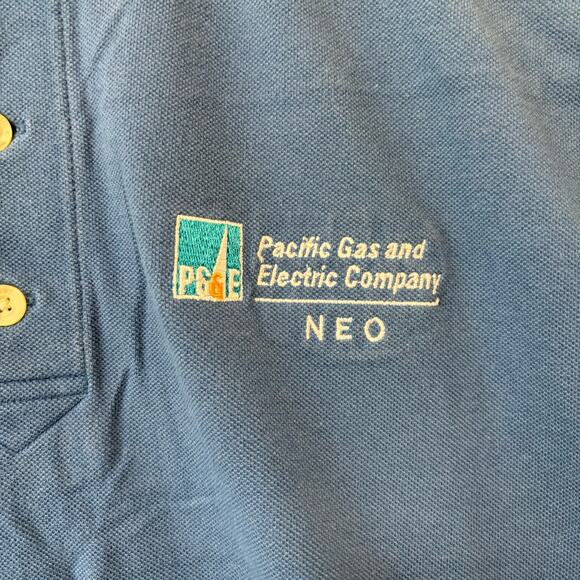 PG&E
Pacific Gas and
Electric Company
NEO